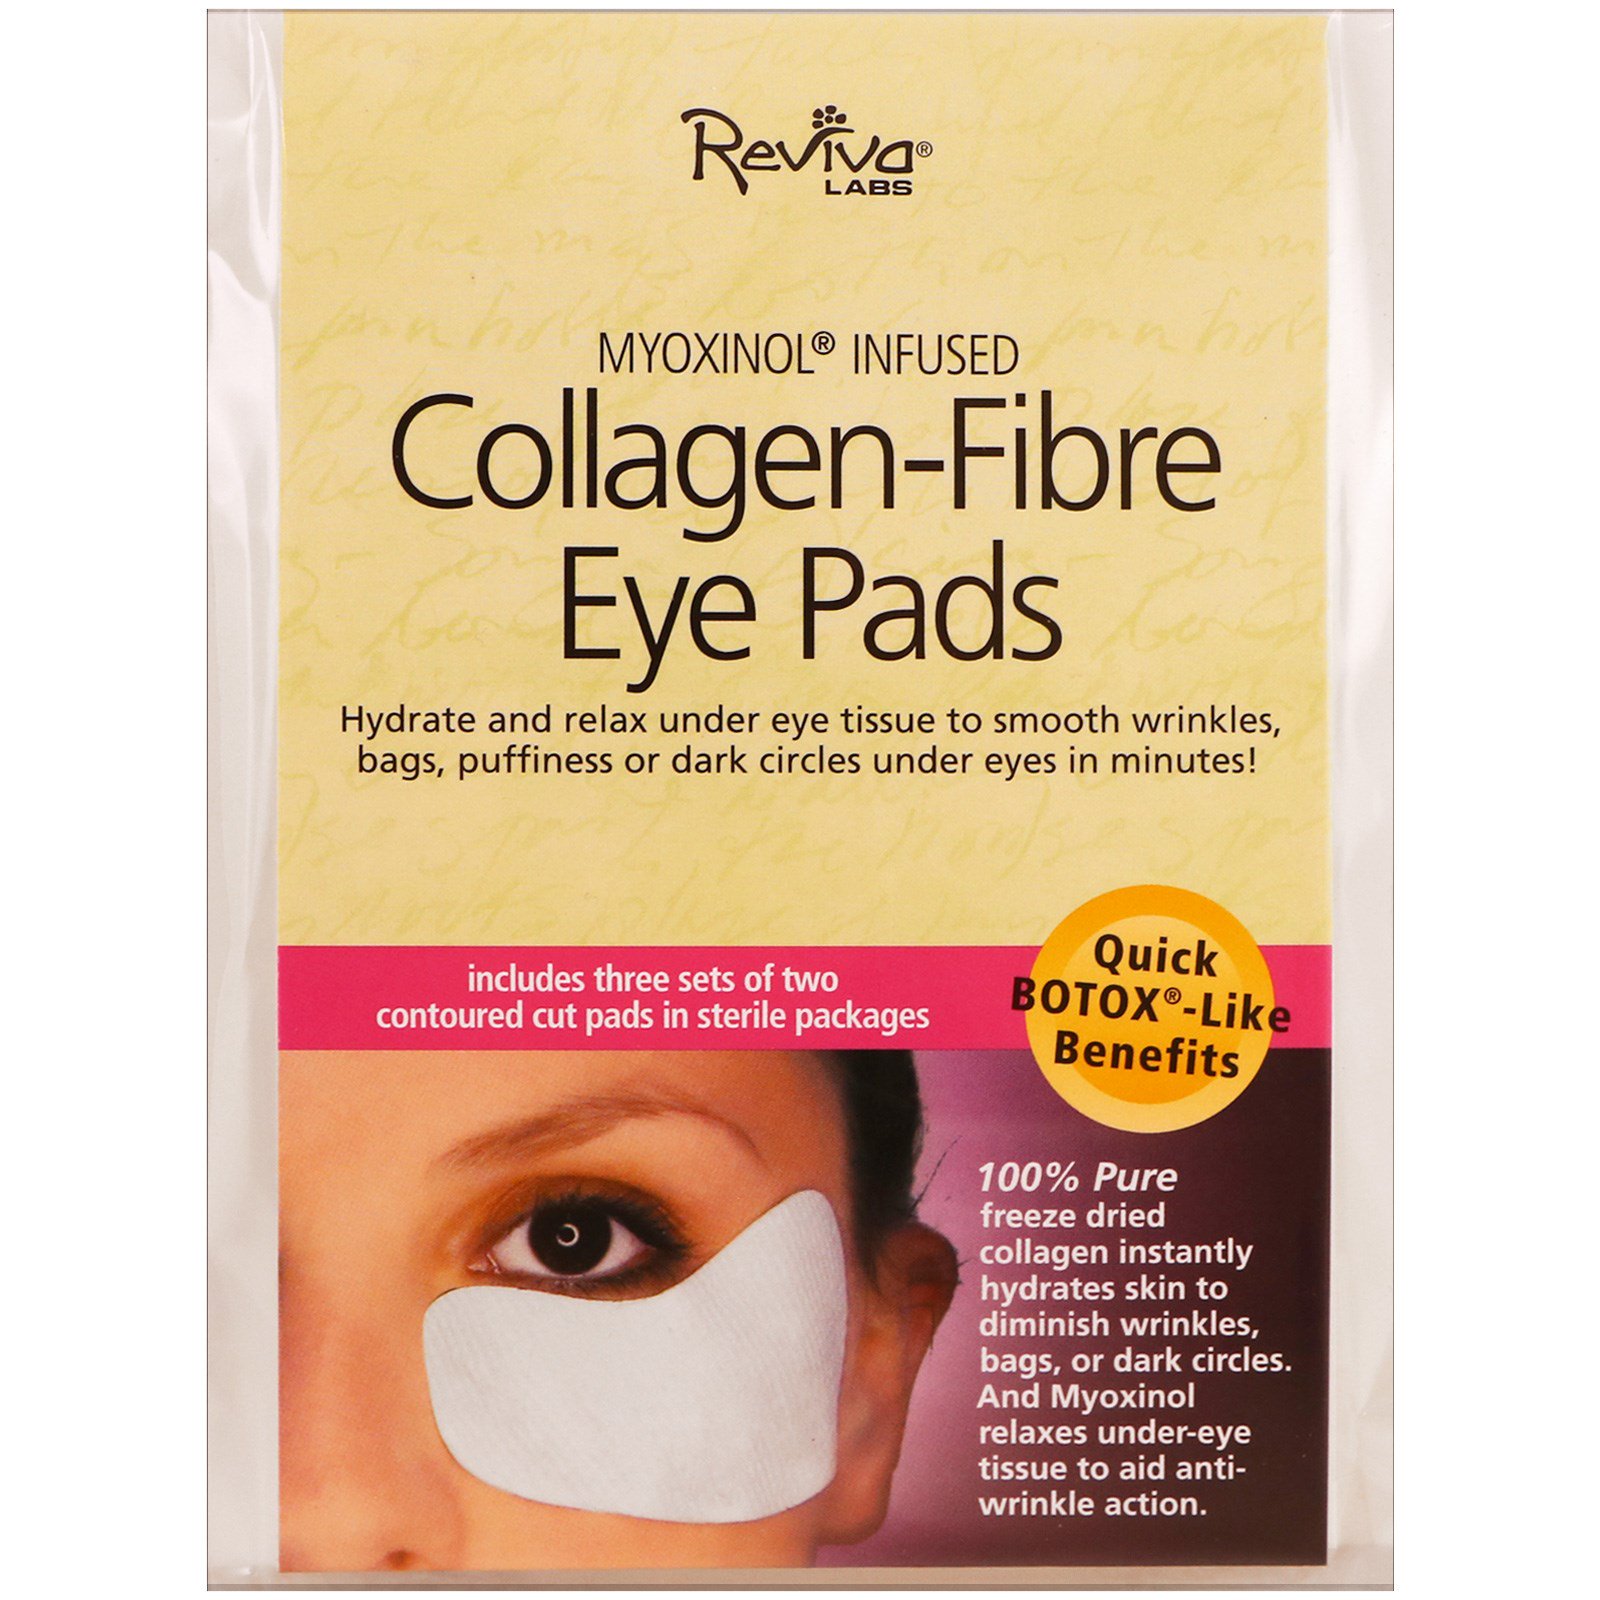 Reviva®
LABS
MYOXINOL® INFUSED
Collagen-Fibre
Eye Pads
Hydrate and relax under eye tissue to smooth wrinkles,
bags, puffiness or dark circles under eyes in minutes!
includes three sets of two
contoured cut pads in sterile packages
Quick
BOTOX®-Like
Benefits
100% Pure
freeze dried
collagen instantly
hydrates skin to
diminish wrinkles,
bags, or dark circles.
And Myoxinol
relaxes under-eye
tissue to aid anti-
wrinkle action.